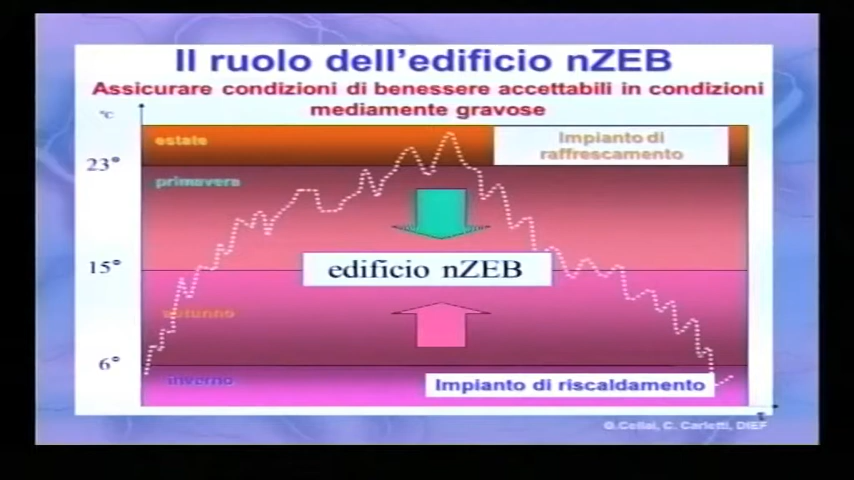 Il ruolo dell'edificio nZEB
Assicurare condizioni di benessere accettabili in condizioni
mediamente gravose
°C
estate
Impianto di
raffrescamento
23°
primavera
15°
edificio nZEB
autunno
6°
inverno
Impianto di riscaldamento
G.Cellai, C. Carletti, DIEF